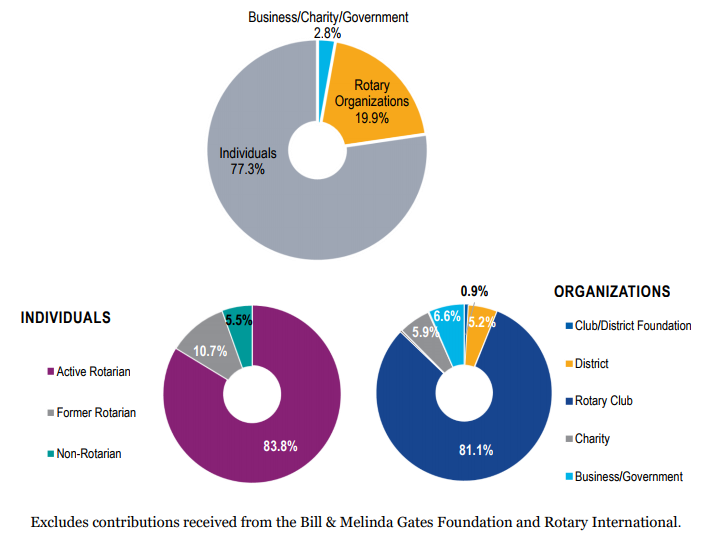 Business/Charity/Government
2.8%
Rotary
Organizations
19.9%
Individuals
77.3%
INDIVIDUALS
Active Rotarian
Former Rotarian
Non-Rotarian
5.5%
10.7%
83.8%
0.9%
6.6%
5.2%
5.9%
81.1%
ORGANIZATIONS
Club/District Foundation
District
Rotary Club
Charity
Business/Government
Excludes contributions received from the Bill & Melinda Gates Foundation and Rotary International.